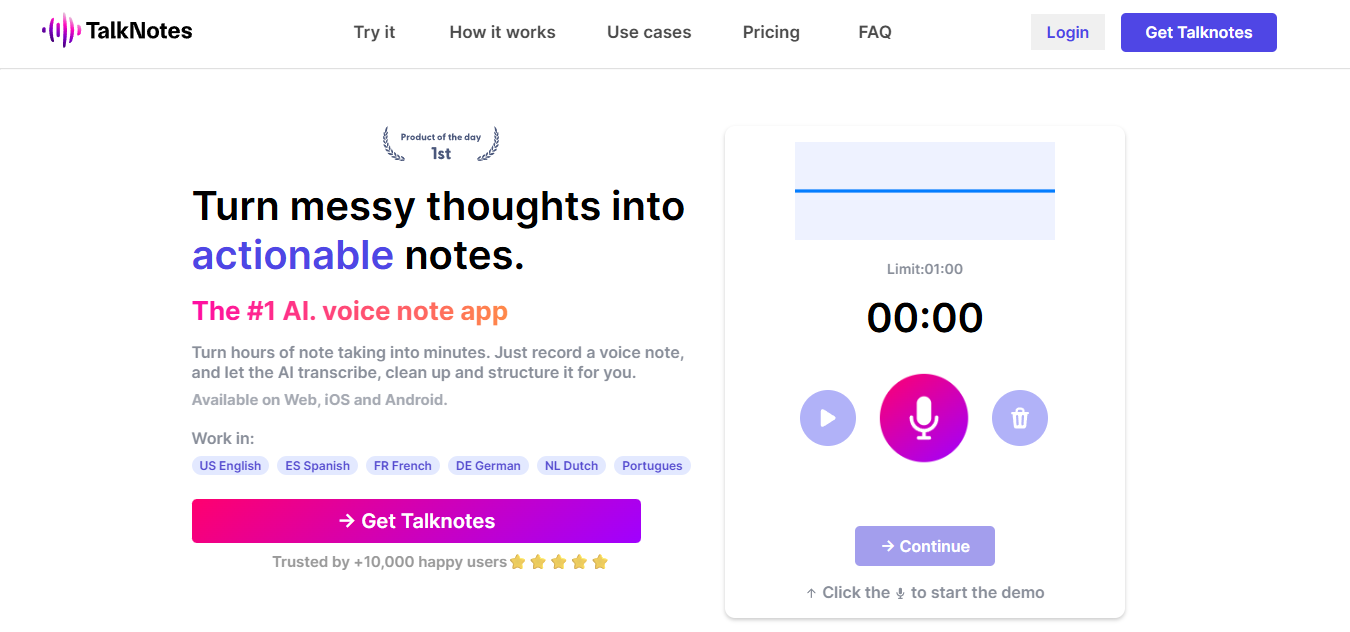 TalkNotes
Try it
How it works
Use cases
Pricing
FAQ
Login
Get Talknotes
Product of the day
1st
Turn messy thoughts into
actionable notes.
The #1 AI. voice note app
Turn hours of note taking into minutes. Just record a voice note,
and let the AI transcribe, clean up and structure it for you.
Available on Web, iOS and Android.
Work in:
US English
ES Spanish
FR French
DE German
NL Dutch
Portugues
→ Get Talknotes
Trusted by +10,000 happy users
Limit:01:00
00:00
→ Continue
↑ Click the to start the demo